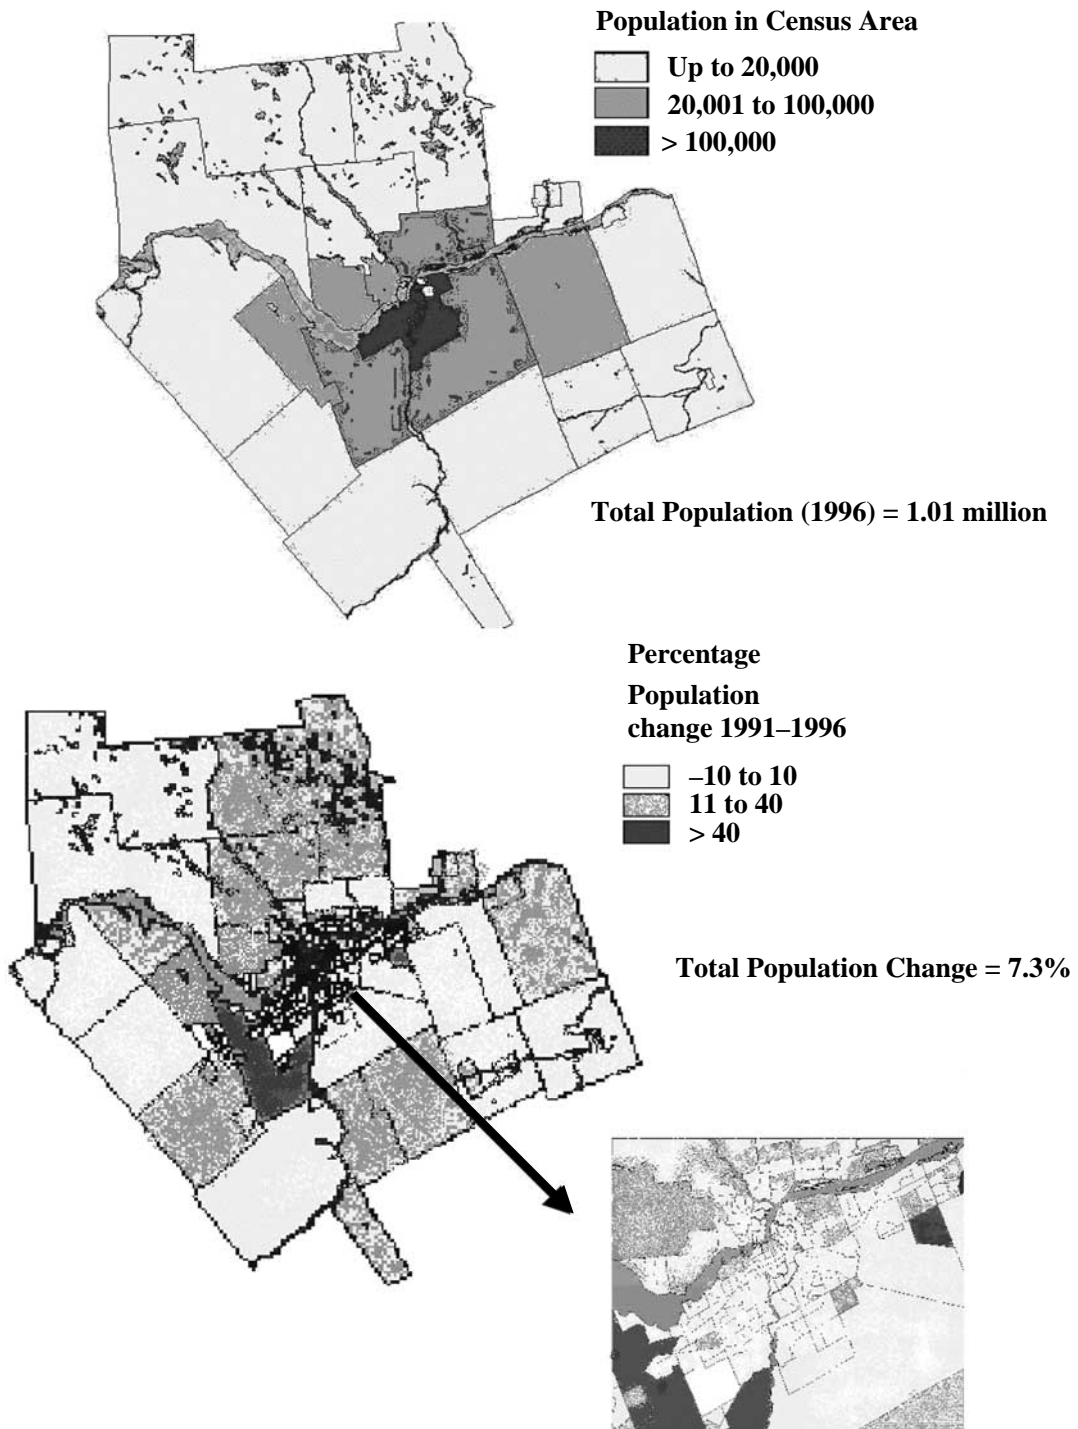 Population in Census Area
Up to 20,000
20,001 to 100,000
> 100,000
Total Population (1996) = 1.01 million
Percentage
Population
change 1991–1996
–10 to 10
11 to 40
> 40
Total Population Change = 7.3%